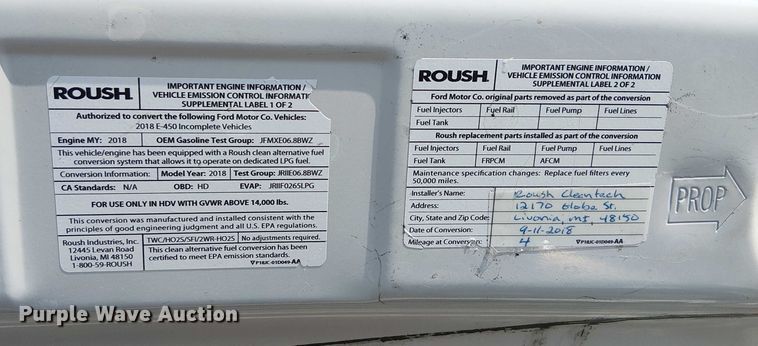 ROUSH
IMPORTANT ENGINE INFORMATION /
VEHICLE EMISSION CONTROL INFORMATI
SUPPLEMENTAL LABEL 1 OF 2
Authorized to convert the following Ford Motor Co. Vehicles:
2018 E-450 Incomplete Vehicles
Engine MY: 2018 OEM Gasoline Test Group: JFMXE06.8BWZ
This vehicle/engine has been equipped with a Roush clean alternative fuel
conversion system that allows it to operate on dedicated LPG fuel.
Conversion Information: Model Year: 2018 Test Group: JRIIE06.8BWZ
CA Standards: N/A OBD: HD EVAP: JRIIF0265LPG
FOR USE ONLY IN HDV WITH GVWR ABOVE 14,000 lbs.
This conversion was manufactured and installed consistent with the
principles of good engineering judgment and all U.S. EPA regulations.
Roush Industries, Inc.
12445 Levan Road
Livonia, MI 48150
1-800-59-ROUSH
TWC/HO2S/SFI/2WR-HO2S No adjustments required.
This clean alternative fuel conversion has been
certified to meet EPA emission standards.
P18JC-01D049-AA
ROUSH
IMPORTANT ENGINE INFORMATION /
VEHICLE EMISSION CONTROL INFORMATION
SUPPLEMENTAL LABEL 2 OF 2
Ford Motor Co. original parts removed as part of the conversion
Fuel Injectors Fuel Rail Fuel Pump Fuel Lines
Fuel Tank
Roush replacement parts installed as part of the conversion
Fuel Injectors Fuel Rail Fuel Pump Fuel Lines
Fuel Tank FRPCM AFCM
Maintenance specification changes: Replace fuel filters every
50,000 miles.
Installer's Name Roush Cleantech
Address: 12170 Globe St.
City, State and Zip Code: Livonia, MI, 48150
Date of Conversion: 9-11-2018
Mileage at Conversion: 4
P18JC-01D049-AA
PROP
Purple Wave Auction